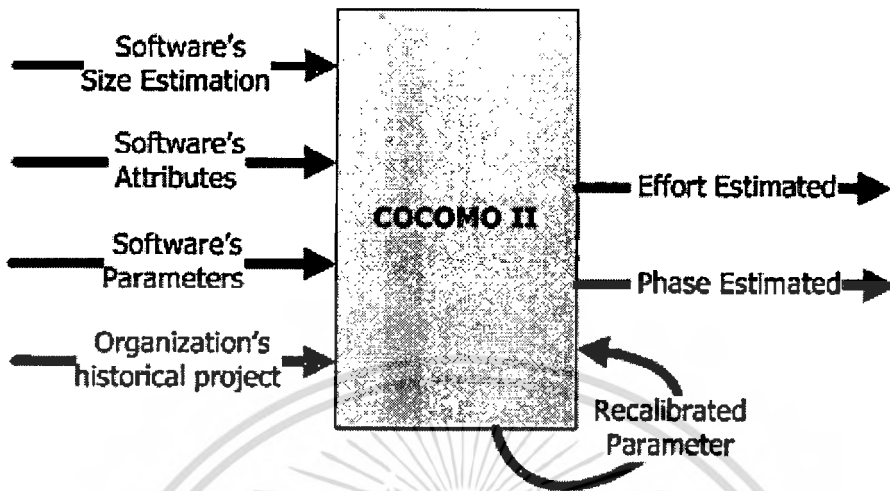 Software's
Size Estimation
Software's
Attributes
Software's
Parameters
Organization's
historical project
COCOMO II
Effort Estimated
Phase Estimated
Recalibrated
Parameter